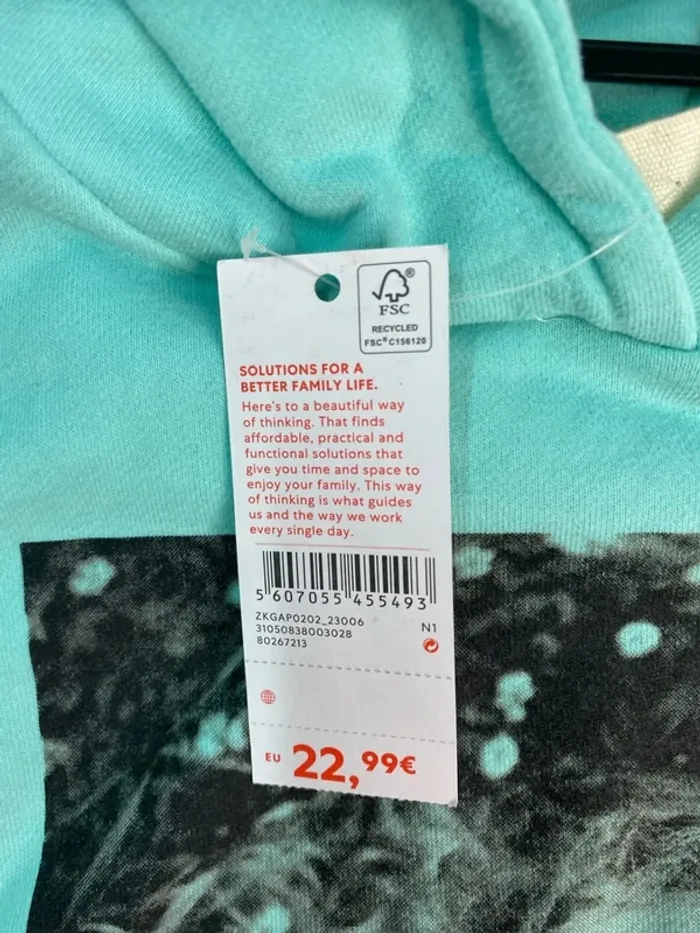 FSC®
RECYCLED
FSC® C156120
SOLUTIONS FOR A
BETTER FAMILY LIFE.
Here's to a beautiful way
of thinking. That finds
affordable, practical and
functional solutions that
give you time and space to
enjoy your family. This way
of thinking is what guides
us and the way we work
every single day.
5 607055 455493
ZKGAP0202_23006
31050838003028 N1
80267213
EU 22,99€